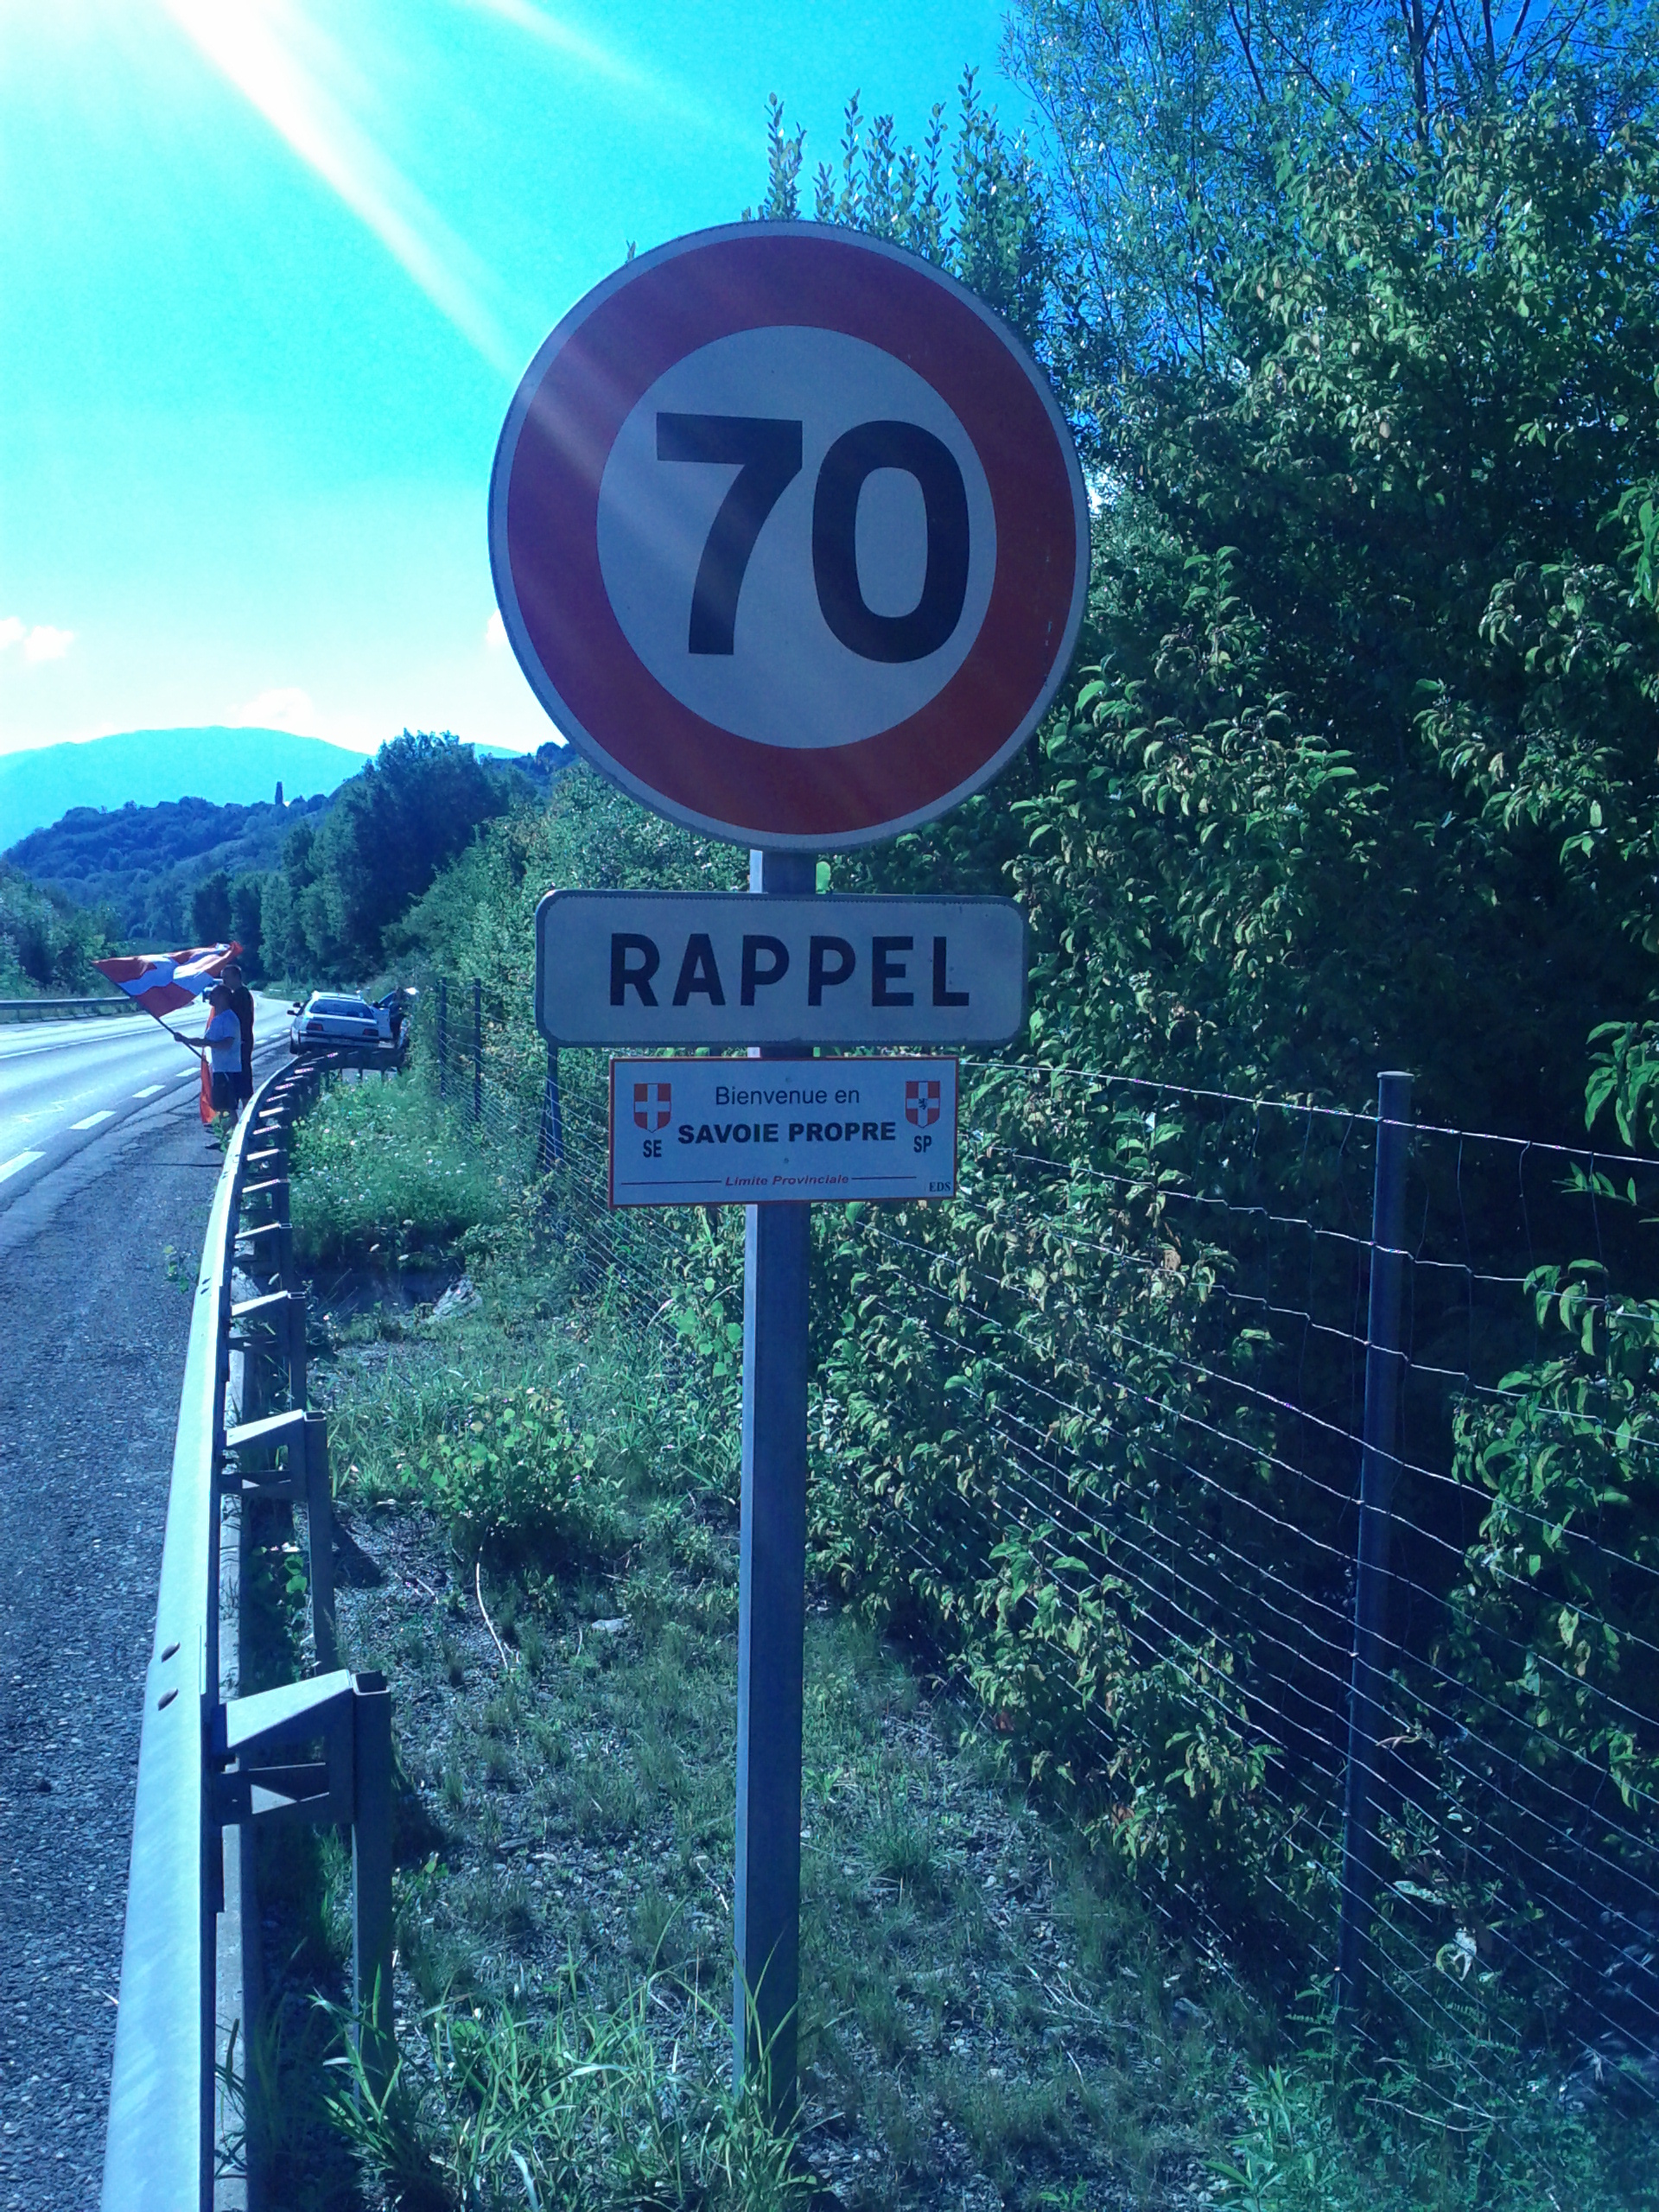 70
RAPPEL
Bienvenue en
SAVOIE PROPRE
SE
SP
Limite Provinciale
EDS